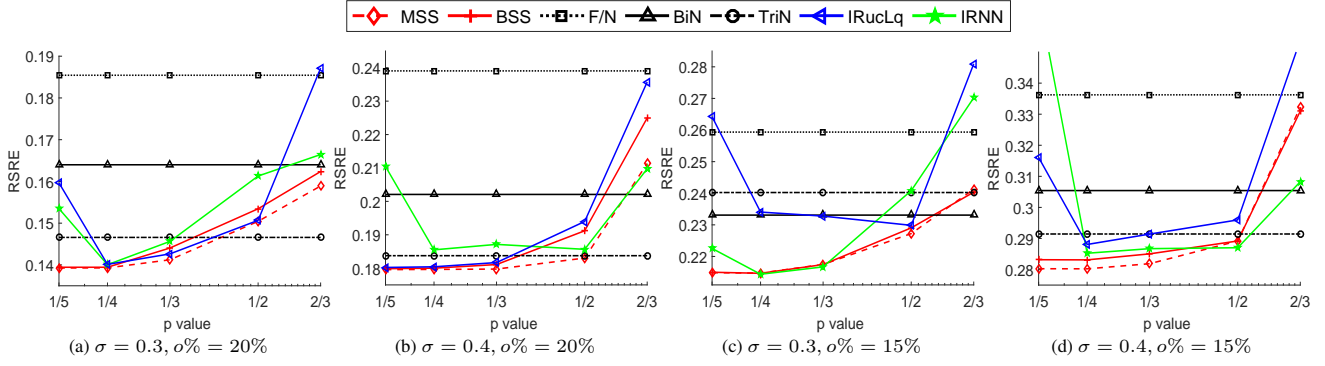 MSS BSS F/N BiN TriN IRucLq IRNN
0.19
0.18
0.17
0.16
0.15
0.14
RSRE
1/5 1/4 1/3 1/2 2/3
p value
(a) σ = 0.3, o% = 20%
0.24
0.23
0.22
0.21
0.2
0.19
0.18
RSRE
1/5 1/4 1/3 1/2 2/3
p value
(b) σ = 0.4, o% = 20%
0.28
0.27
0.26
0.25
0.24
0.23
0.22
RSRE
1/5 1/4 1/3 1/2 2/3
p value
(c) σ = 0.3, o% = 15%
0.34
0.33
0.32
0.31
0.3
0.29
0.28
RSRE
1/5 1/4 1/3 1/2 2/3
p value
(d) σ = 0.4, o% = 15%